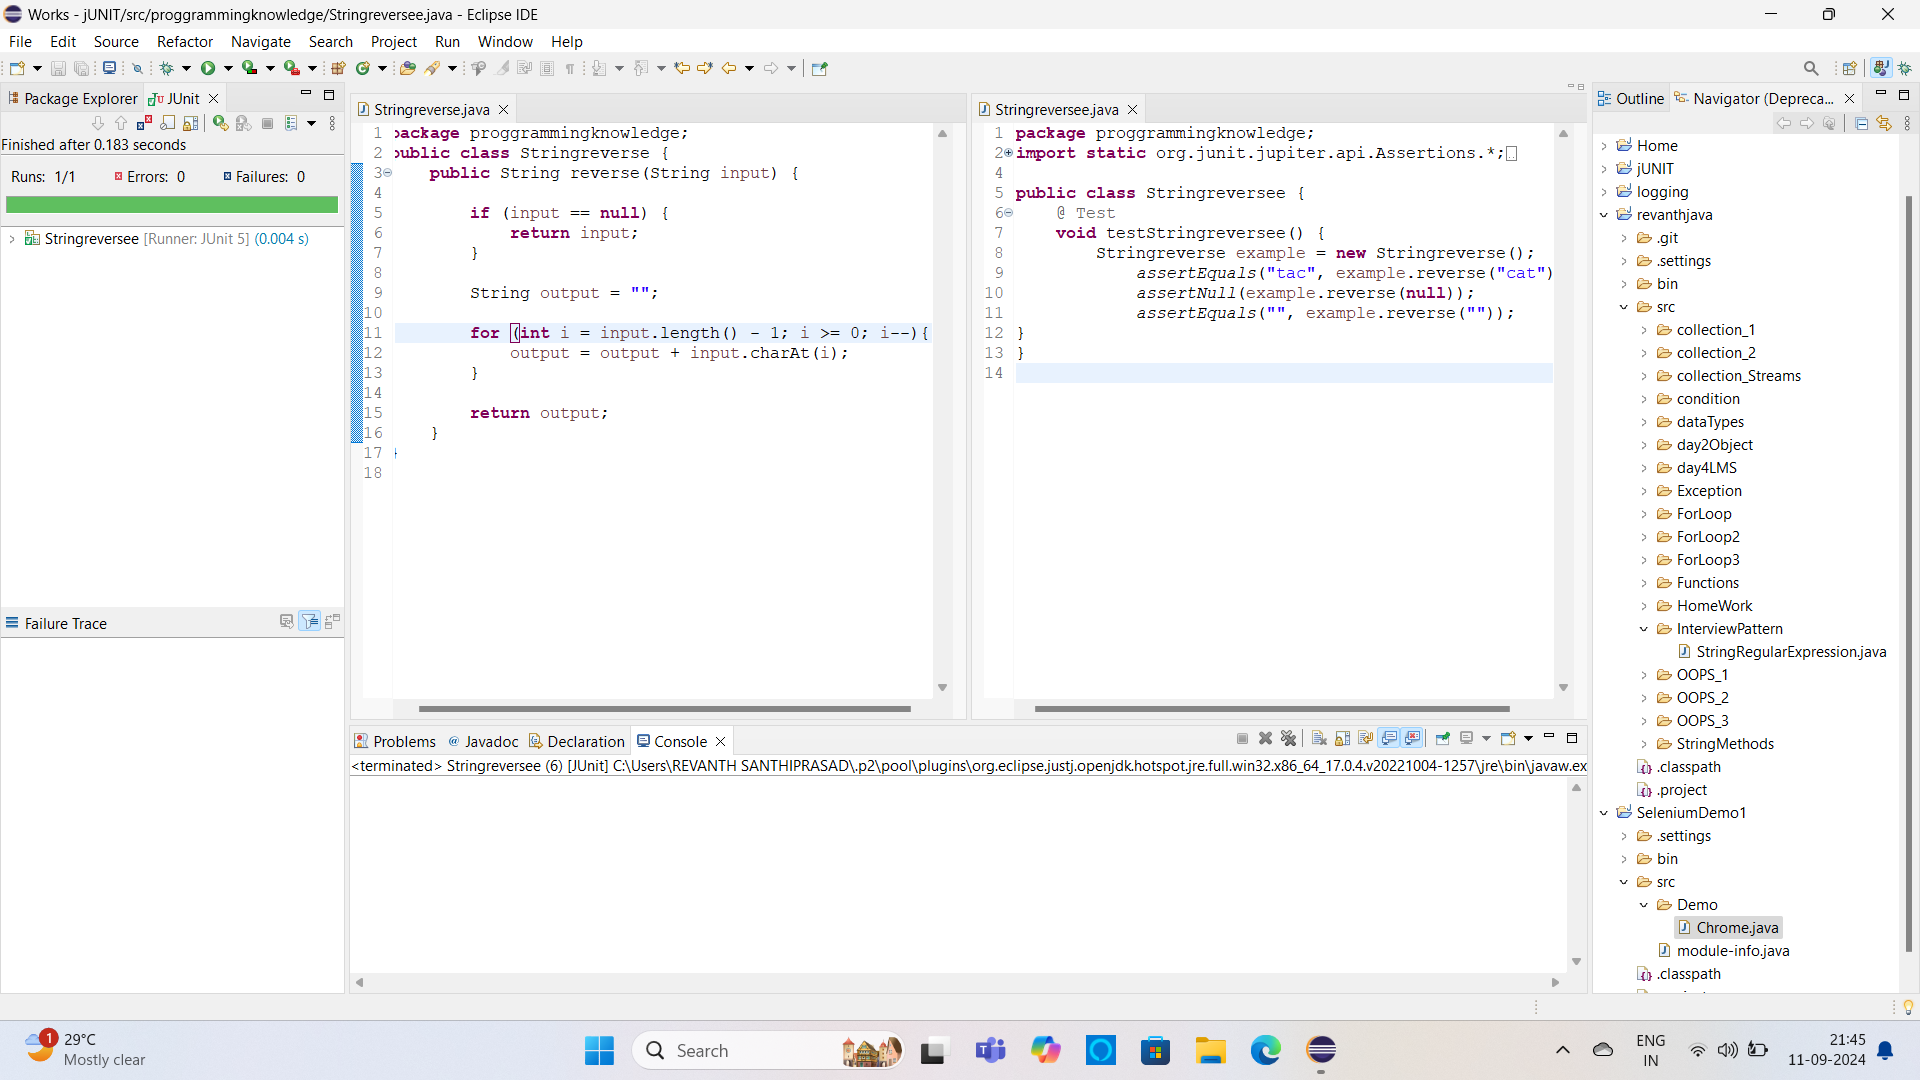 Works - jUNIT/src/proggrammingknowledge/Stringreversee.java - Eclipse IDE
File Edit Source Refactor Navigate Search Project Run Window Help
Package Explorer JUnit
Finished after 0.183 seconds
Runs: 1/1 Errors: 0 Failures: 0
Stringreversee [Runner: JUnit 5] (0.004 s)
Failure Trace
Stringreverse.java
1 package proggrammingknowledge;
2 public class Stringreverse {
3 public String reverse(String input) {
4
5 if (input == null) {
6 return input;
7 }
8
9 String output = "";
10
11 for (int i = input.length() - 1; i >= 0; i--){
12 output = output + input.charAt(i);
13 }
14
15 return output;
16 }
17 }
18
Stringreversee.java
1 package proggrammingknowledge;
2 import static org.junit.jupiter.api.Assertions.*;
4
5 public class Stringreversee {
6 @ Test
7 void testStringreversee() {
8 Stringreverse example = new Stringreverse();
9 assertEquals("tac", example.reverse("cat")
10 assertNull(example.reverse(null));
11 assertEquals("", example.reverse(""));
12 }
13 }
14
Problems @ Javadoc Declaration Console
<terminated> Stringreversee (6) [JUnit] C:\Users\REVANTH SANTHIPRASAD\.p2\pool\plugins\org.eclipse.justj.openjdk.hotspot.jre.full.win32.x86_64_17.0.4.v20221004-1257\jre\bin\javaw.ex
Outline Navigator (Depreca...
Home
jUNIT
logging
revanthjava
.git
.settings
bin
src
collection_1
collection_2
collection_Streams
condition
dataTypes
day2Object
day4LMS
Exception
ForLoop
ForLoop2
ForLoop3
Functions
HomeWork
InterviewPattern
StringRegularExpression.java
OOPS_1
OOPS_2
OOPS_3
StringMethods
.classpath
.project
SeleniumDemo1
.settings
bin
src
Demo
Chrome.java
module-info.java
.classpath
1
29°C
Mostly clear
Search
ENG
IN
21:45
11-09-2024